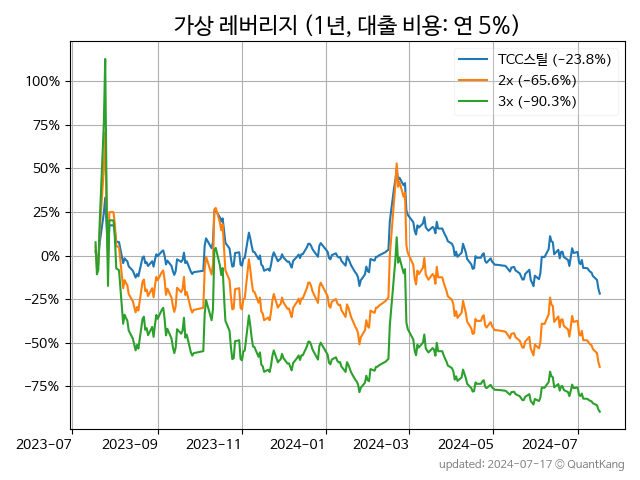 가상 레버리지 (1년, 대출 비용: 연 5%)
TCC스틸 (-23.8%)
2x (-65.6%)
3x (-90.3%)
100%
75%
50%
25%
0%
−25%
−50%
−75%
2023-07 2023-09 2023-11 2024-01 2024-03 2024-05 2024-07
updated: 2024-07-17 © QuantKang